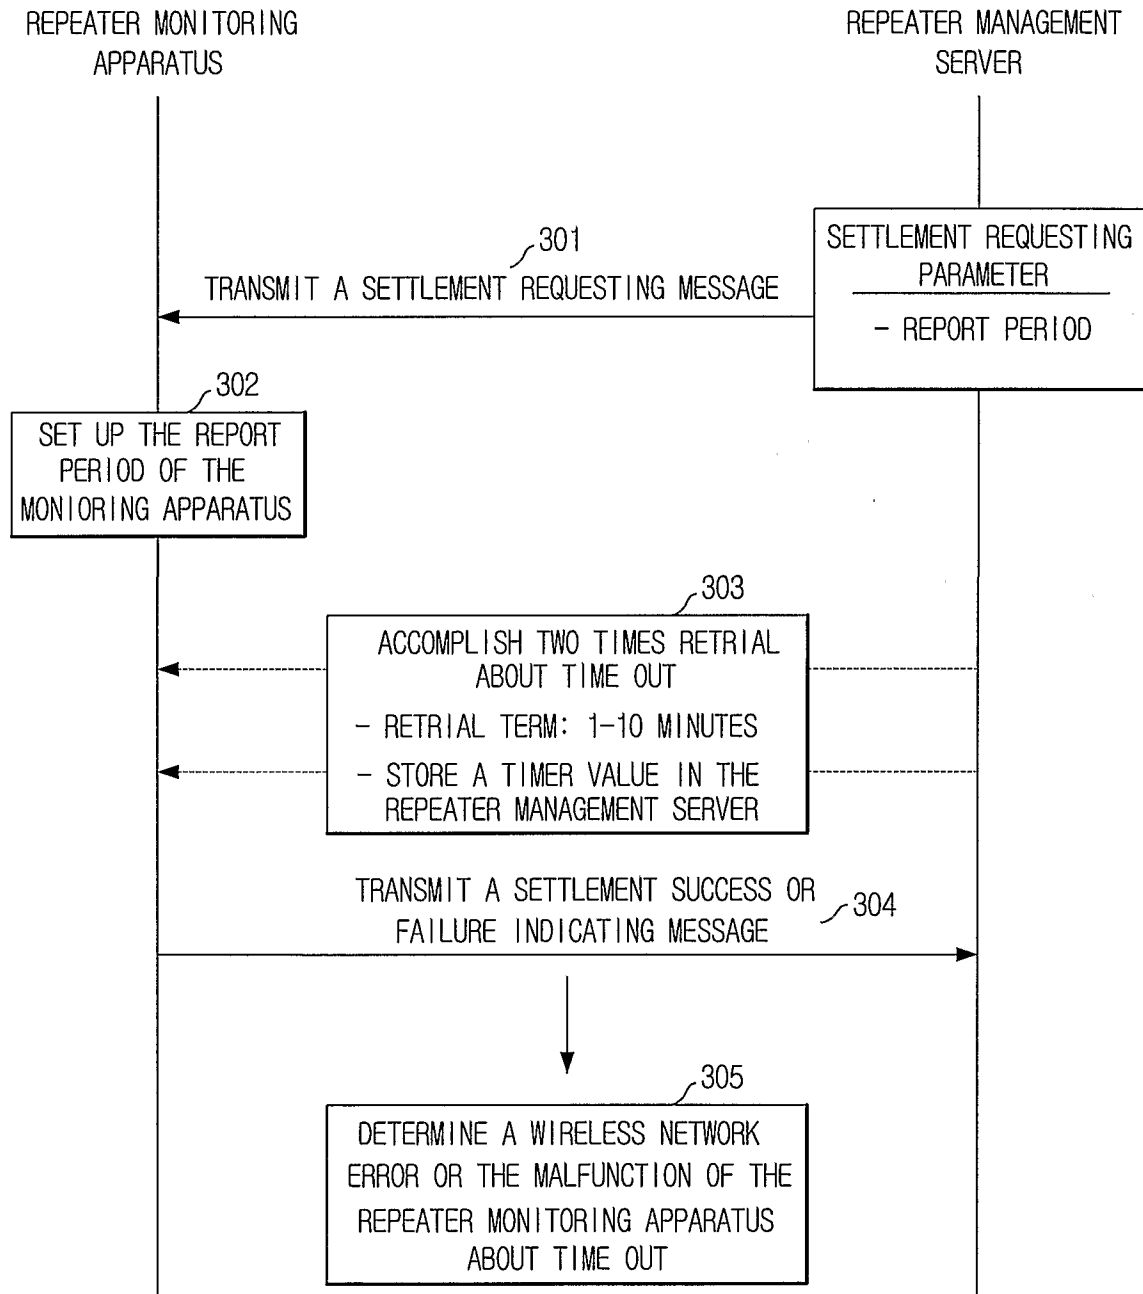 REPEATER MONITORING
APPARATUS
REPEATER MANAGEMENT
SERVER
SETTLEMENT REQUESTING
PARAMETER
- REPORT PERIOD
301
TRANSMIT A SETTLEMENT REQUESTING MESSAGE
302
SET UP THE REPORT
PERIOD OF THE
MONIORING APPARATUS
303
ACCOMPLISH TWO TIMES RETRIAL
ABOUT TIME OUT
- RETRIAL TERM: 1-10 MINUTES
- STORE A TIMER VALUE IN THE
REPEATER MANAGEMENT SERVER
TRANSMIT A SETTLEMENT SUCCESS OR
FAILURE INDICATING MESSAGE
304
305
DETERMINE A WIRELESS NETWORK
ERROR OR THE MALFUNCTION OF THE
REPEATER MONITORING APPARATUS
ABOUT TIME OUT